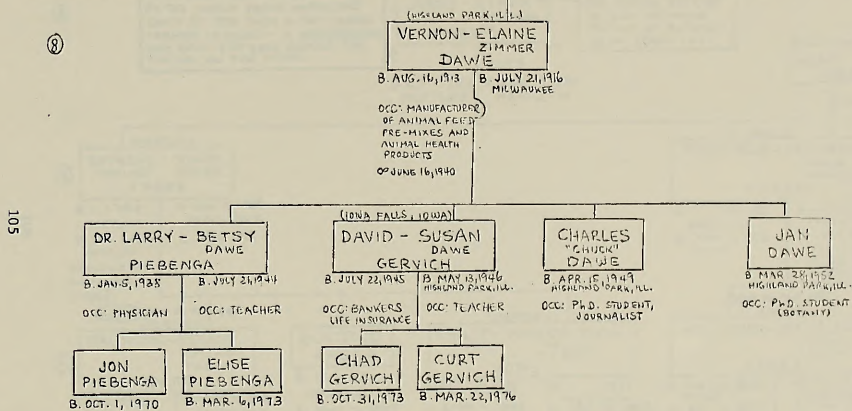 (HIGHLAND PARK, ILL.)
8
VERNON - ELAINE
ZIMMER
DAWE
B. AUG. 16, 1913
B. JULY 21, 1916
MILWAUKEE
OCC: MANUFACTURER
OF ANIMAL FEED
PRE-MIXES AND
ANIMAL HEALTH
PRODUCTS
∞ JUNE 16, 1940
105
DR. LARRY - BETSY
DAWE
PIEBENGA
B. JAN. 5, 1935
B. JULY 21, 1944
OCC: PHYSICIAN
OCC: TEACHER
JON
PIEBENGA
B. OCT. 1, 1970
ELISE
PIEBENGA
B. MAR. 6, 1973
(IOWA FALLS, IOWA)
DAVID - SUSAN
DAWE
GERVICH
B. JULY 22, 1945
B. MAY 13, 1946
HIGHLAND PARK, ILL.
OCC: BANKERS
LIFE INSURANCE
OCC: TEACHER
CHAD
GERVICH
B. OCT. 31, 1973
CURT
GERVICH
B. MAR. 22, 1976
CHARLES
"CHUCK"
DAWE
B. APR. 15, 1949
HIGHLAND PARK, ILL.
OCC: PH.D. STUDENT,
JOURNALIST
JAN
DAWE
B. MAR. 28, 1952
HIGHLAND PARK, ILL.
OCC: PH.D. STUDENT
(BOTANY)